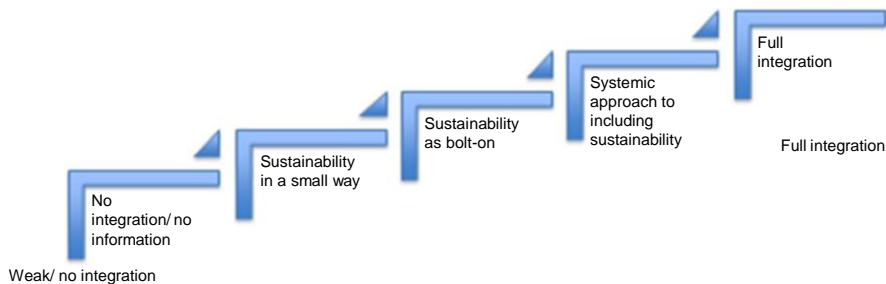 No
integration/ no
information
Sustainability
in a small way
Sustainability
as bolt-on
Systemic
approach to
including
sustainability
Full
integration
Weak/ no integration
Full integration